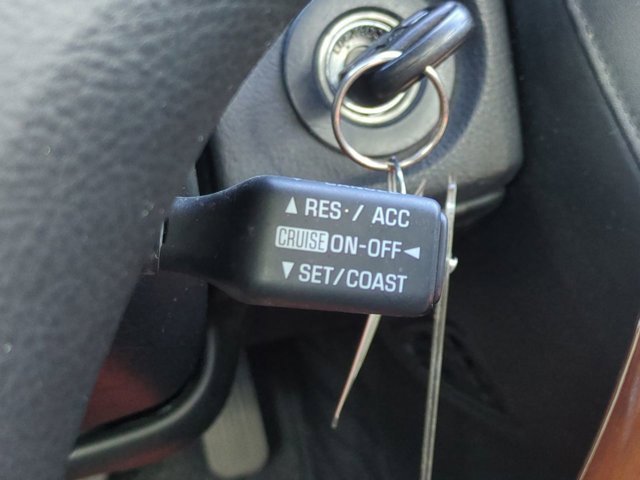 ▲ RES·/ ACC
CRUISE ON-OFF◄
▼ SET/COAST